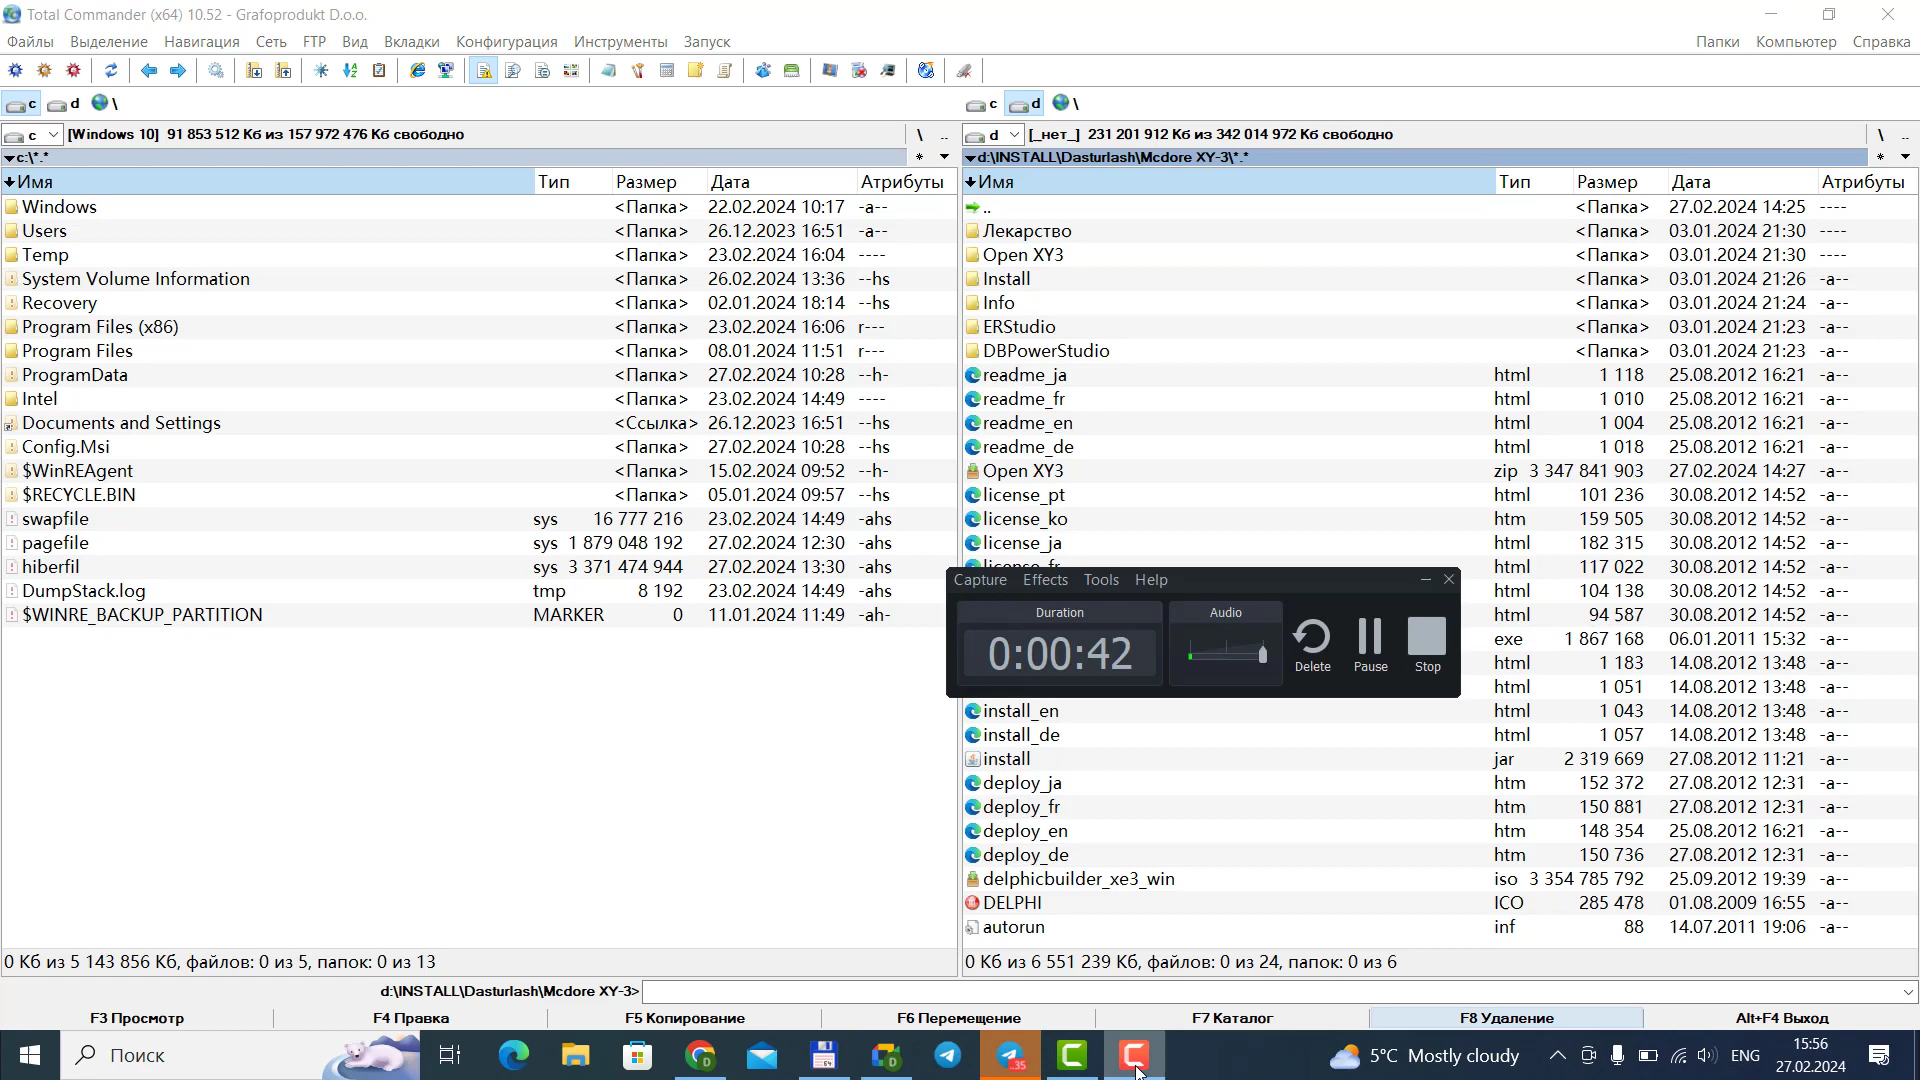 Total Commander (x64) 10.52 - Grafoprodukt D.o.o.
Файлы Выделение Навигация Сеть FTP Вид Вкладки Конфигурация Инструменты Запуск Папки Компьютер Справка
c d \ c d \
c [Windows 10] 91 853 512 Кб из 157 972 476 Кб свободно \ .. d [_нет_] 231 201 912 Кб из 342 014 972 Кб свободно \ ..
c:\*.* * d:\INSTALL\Dasturlash\Mcdore XY-3\*.* *
Имя Тип Размер Дата Атрибуты
Windows <Папка> 22.02.2024 10:17 -a--
Users <Папка> 26.12.2023 16:51 -a--
Temp <Папка> 23.02.2024 16:04 ----
System Volume Information <Папка> 26.02.2024 13:36 --hs
Recovery <Папка> 02.01.2024 18:14 --hs
Program Files (x86) <Папка> 23.02.2024 16:06 r---
Program Files <Папка> 08.01.2024 11:51 r---
ProgramData <Папка> 27.02.2024 10:28 --h-
Intel <Папка> 23.02.2024 14:49 ----
Documents and Settings <Ссылка> 26.12.2023 16:51 --hs
Config.Msi <Папка> 27.02.2024 10:28 --hs
$WinREAgent <Папка> 15.02.2024 09:52 --h-
$RECYCLE.BIN <Папка> 05.01.2024 09:57 --hs
swapfile sys 16 777 216 23.02.2024 14:49 -ahs
pagefile sys 1 879 048 192 27.02.2024 12:30 -ahs
hiberfil sys 3 371 474 944 27.02.2024 13:30 -ahs
DumpStack.log tmp 8 192 23.02.2024 14:49 -ahs
$WINRE_BACKUP_PARTITION MARKER 0 11.01.2024 11:49 -ah-
0 Кб из 5 143 856 Кб, файлов: 0 из 5, папок: 0 из 13
Имя Тип Размер Дата Атрибуты
.. <Папка> 27.02.2024 14:25 ----
Лекарство <Папка> 03.01.2024 21:30 ----
Open XY3 <Папка> 03.01.2024 21:30 ----
Install <Папка> 03.01.2024 21:26 -a--
Info <Папка> 03.01.2024 21:24 -a--
ERStudio <Папка> 03.01.2024 21:23 -a--
DBPowerStudio <Папка> 03.01.2024 21:23 -a--
readme_ja html 1 118 25.08.2012 16:21 -a--
readme_fr html 1 010 25.08.2012 16:21 -a--
readme_en html 1 004 25.08.2012 16:21 -a--
readme_de html 1 018 25.08.2012 16:21 -a--
Open XY3 zip 3 347 841 903 27.02.2024 14:27 -a--
license_pt html 101 236 30.08.2012 14:52 -a--
license_ko htm 159 505 30.08.2012 14:52 -a--
license_ja html 182 315 30.08.2012 14:52 -a--
html 117 022 30.08.2012 14:52 -a--
html 104 138 30.08.2012 14:52 -a--
html 94 587 30.08.2012 14:52 -a--
exe 1 867 168 06.01.2011 15:32 -a--
html 1 183 14.08.2012 13:48 -a--
html 1 051 14.08.2012 13:48 -a--
install_en html 1 043 14.08.2012 13:48 -a--
install_de html 1 057 14.08.2012 13:48 -a--
install jar 2 319 669 27.08.2012 11:21 -a--
deploy_ja htm 152 372 27.08.2012 12:31 -a--
deploy_fr htm 150 881 27.08.2012 12:31 -a--
deploy_en htm 148 354 25.08.2012 16:21 -a--
deploy_de htm 150 736 27.08.2012 12:31 -a--
delphicbuilder_xe3_win iso 3 354 785 792 25.09.2012 19:39 -a--
DELPHI ICO 285 478 01.08.2009 16:55 -a--
autorun inf 88 14.07.2011 19:06 -a--
0 Кб из 6 551 239 Кб, файлов: 0 из 24, папок: 0 из 6
Capture Effects Tools Help
Duration Audio
0:00:42
Delete Pause Stop
d:\INSTALL\Dasturlash\Mcdore XY-3>
F3 Просмотр F4 Правка F5 Копирование F6 Перемещение F7 Каталог F8 Удаление Alt+F4 Выход
Поиск 5°C Mostly cloudy ENG 15:56
27.02.2024